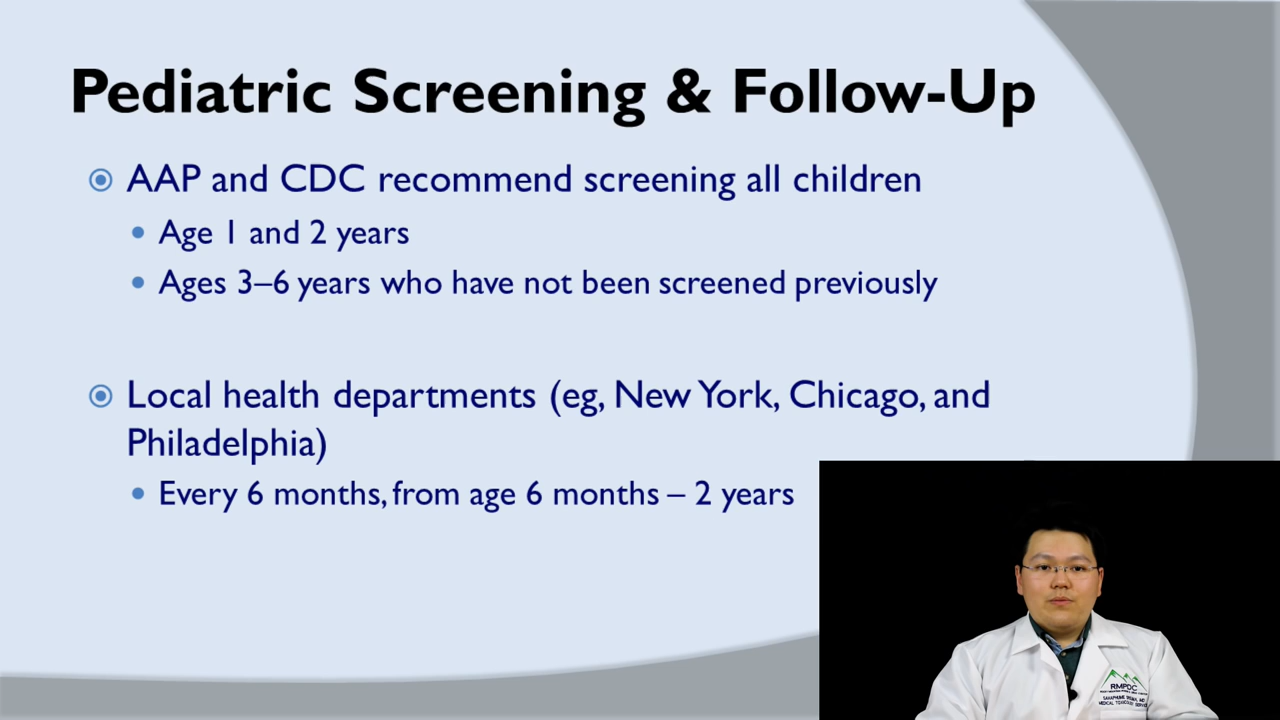 Pediatric Screening & Follow-Up
AAP and CDC recommend screening all children
Age 1 and 2 years
Ages 3–6 years who have not been screened previously
Local health departments (eg, New York, Chicago, and
Philadelphia)
Every 6 months, from age 6 months – 2 years
RMPDC
MEDICAL TOXICOLOGY